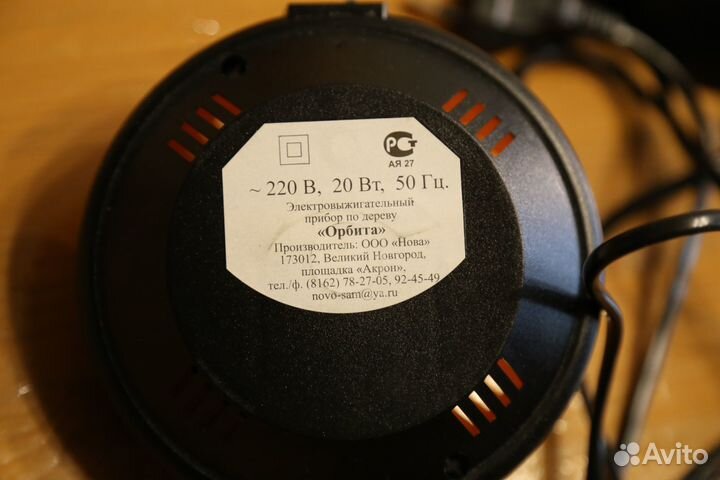 РСТ
АЯ 27
~ 220 В, 20 Вт, 50 Гц.
Электровыжигательный
прибор по дереву
«Орбита»
Производитель: ООО «Нова»
173012, Великий Новгород,
площадка «Акрон».
тел./ф. (8162) 78-27-05, 92-45-49
novo-sam@ya.ru
Avito